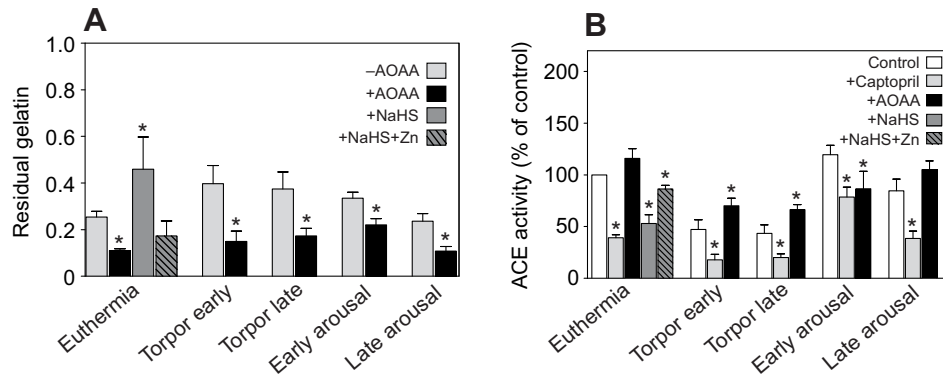 A
Residual gelatin
1.0
0.8
0.6
0.4
0.2
0
–AOAA
+AOAA
+NaHS
+NaHS+Zn
*
*
*
*
*
*
Euthermia
Torpor early
Torpor late
Early arousal
Late arousal
B
ACE activity (% of control)
200
150
100
50
0
Control
+Captopril
+AOAA
+NaHS
+NaHS+Zn
*
*
*
*
*
*
*
*
*
*
Euthermia
Torpor early
Torpor late
Early arousal
Late arousal